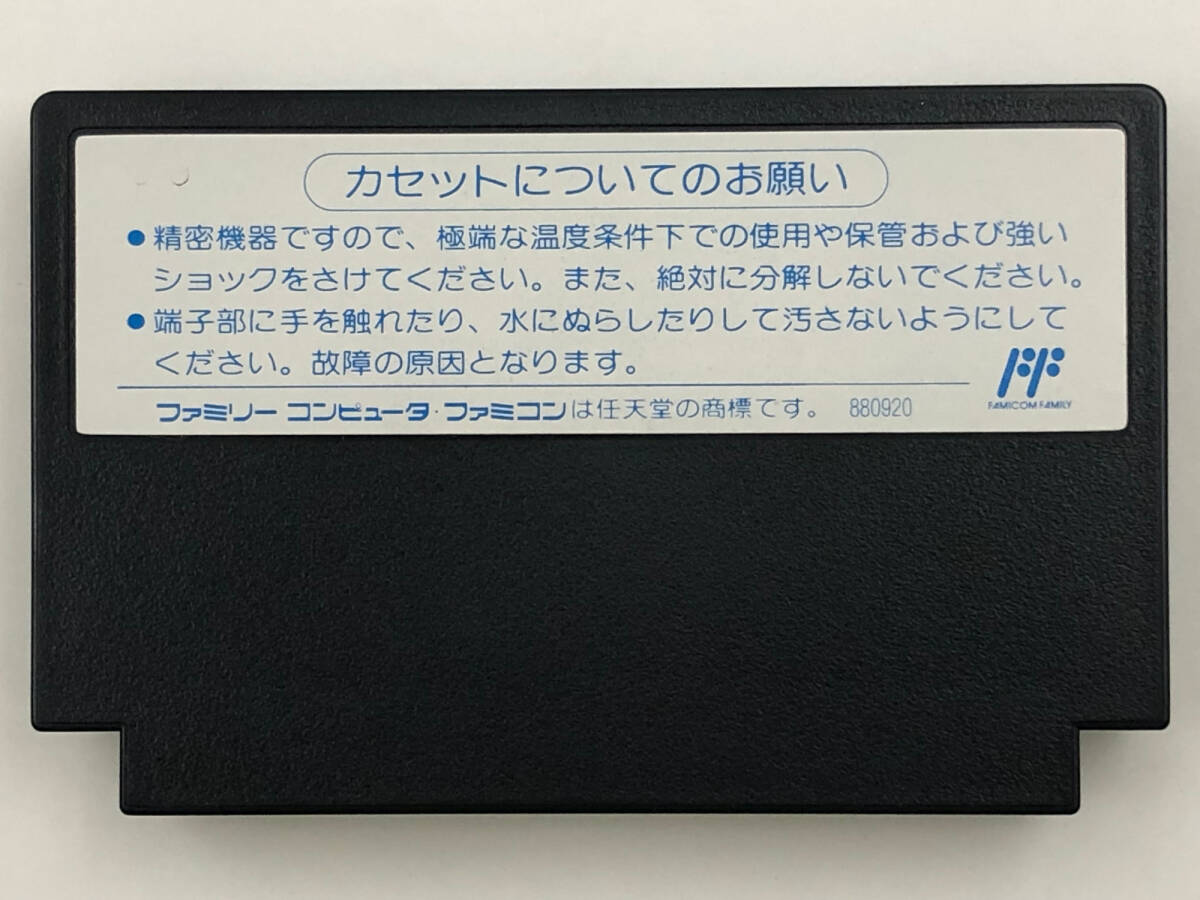 カセットについてのお願い
●精密機器ですので、極端な温度条件下での使用や保管および強い
ショックをさけてください。また、絶対に分解しないでください。
●端子部に手を触れたり、水にぬらしたりして汚さないようにして
ください。故障の原因となります。
FAMICOM FAMILY
ファミリー コンピュータ・ファミコンは任天堂の商標です。 880920